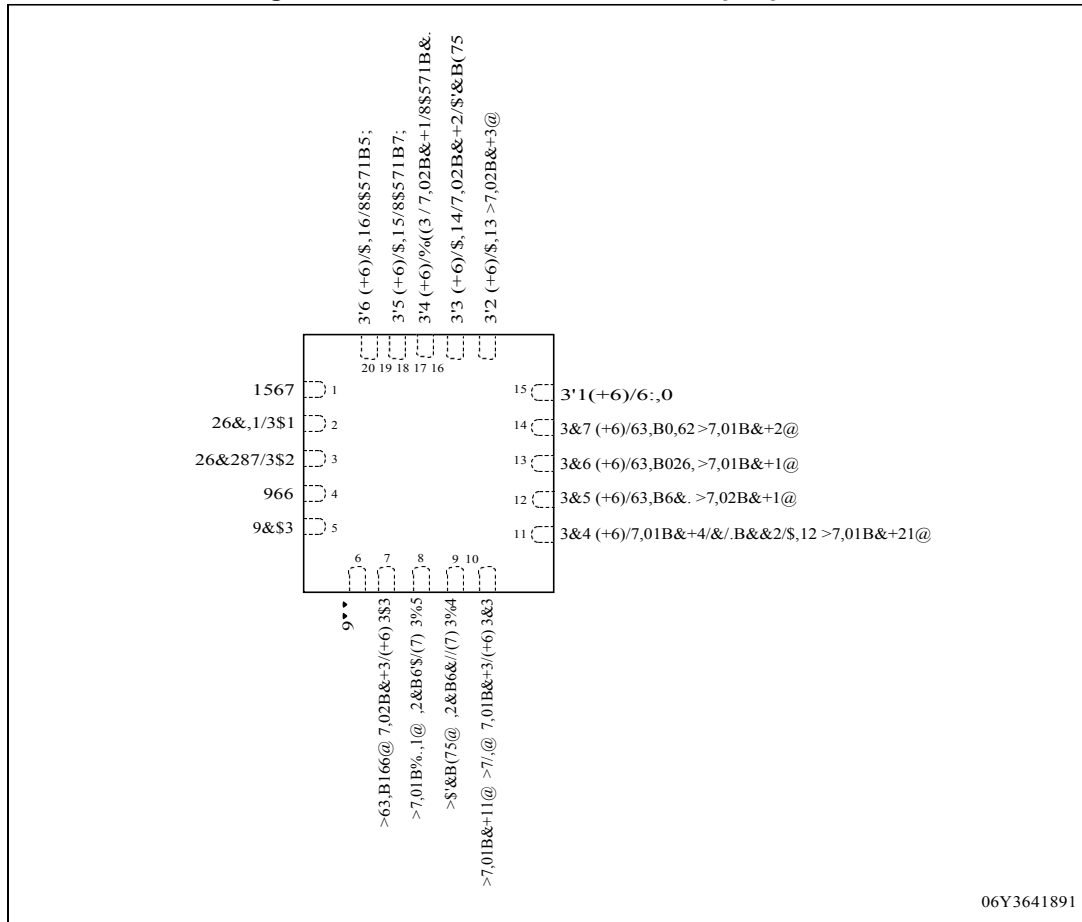 3'6 (+6)/$,16/8$571B5;
3'5 (+6)/$,15/8$571B7;
3'4 (+6)/%((3 / 7,02B&+1/8$571B&.
3'3 (+6)/$,14/7,02B&+2/$'&B(75
3'2 (+6)/$,13 >7,02B&+3@
20 19 18 17 16
1567 1
26&,1/3$1 2
26&287/3$2 3
966 4
9&$3 5
15 3'1(+6)/6:,0
14 3&7 (+6)/63,B0,62 >7,01B&+2@
13 3&6 (+6)/63,B026, >7,01B&+1@
12 3&5 (+6)/63,B6&. >7,02B&+1@
11 3&4 (+6)/7,01B&+4/&/.B&&2/$,12 >7,01B&+21@
6 7 8 9 10
>63,B166@ 7,02B&+3/(+6) 3$3
>7,01B%.,1@ ,2&B6'$/(7) 3%5
>$'&B(75@ ,2&B6&//(7) 3%4
>7,01B&+11@ >7/,@ 7,01B&+3/(+6) 3&3
06Y3641891